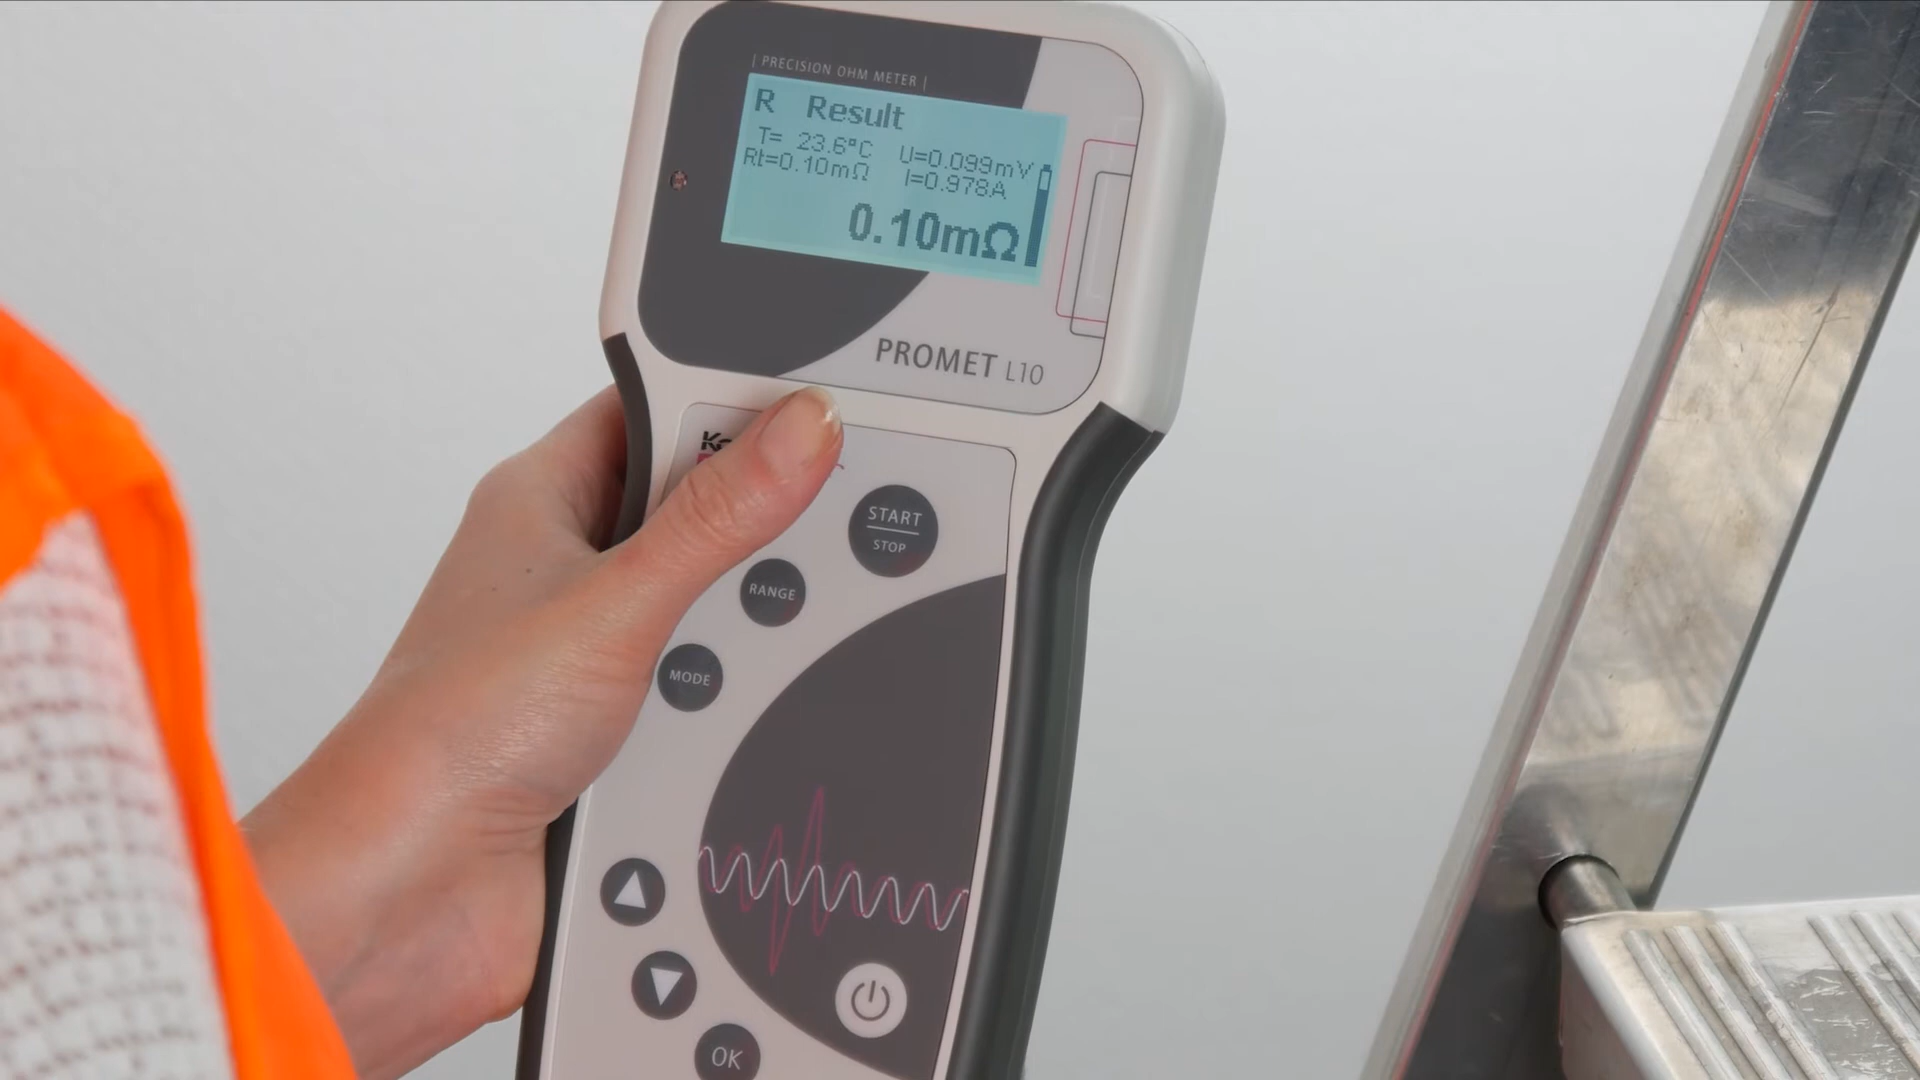 | PRECISION OHM METER |
R Result
T= 23.6°C U=0.099mV
Rt=0.10mΩ I=0.978A
0.10mΩ
PROMET L10
START
STOP
RANGE
MODE
OK